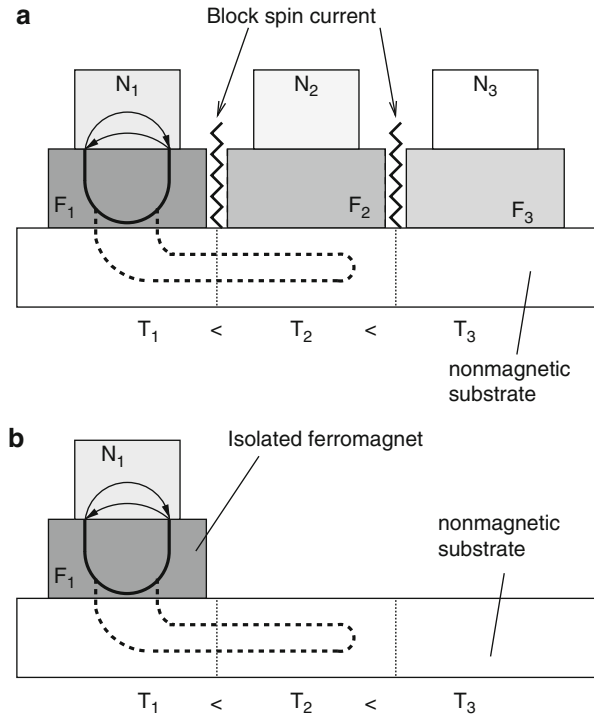 a
Block spin current
N1
N2
N3
F1
F2
F3
T1 < T2 < T3
nonmagnetic
substrate
b
Isolated ferromagnet
N1
nonmagnetic
substrate
F1
T1 < T2 < T3